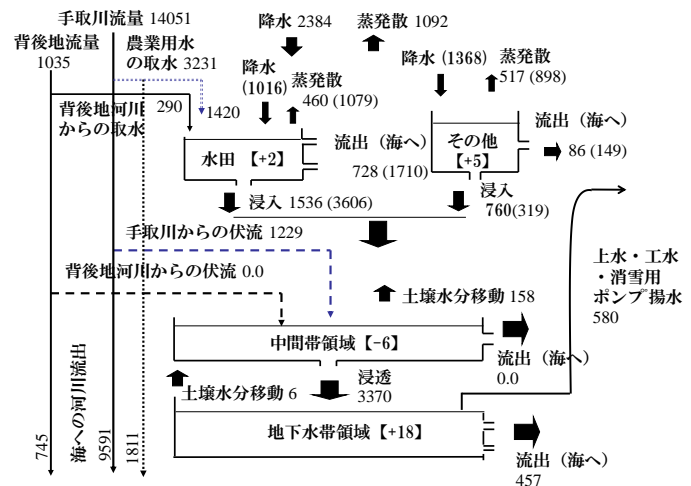 手取川流量 14051
背後地流量
1035
農業用水
の取水 3231
降水 2384
蒸発散 1092
降水
(1016)
蒸発散
460 (1079)
降水 (1368)
蒸発散
517 (898)
背後地河川
からの取水
290
1420
水田 【+2】
流出（海へ）
728 (1710)
その他
【+5】
流出（海へ）
86 (149)
浸入 1536 (3606)
浸入
760(319)
手取川からの伏流 1229
背後地河川からの伏流 0.0
上水・工水
・消雪用
ポンプ揚水
580
土壌水分移動 158
中間帯領域【-6】
流出（海へ）
0.0
浸透
3370
土壌水分移動 6
地下水帯領域【+18】
流出（海へ）
457
745
海への河川流出
9591
1811